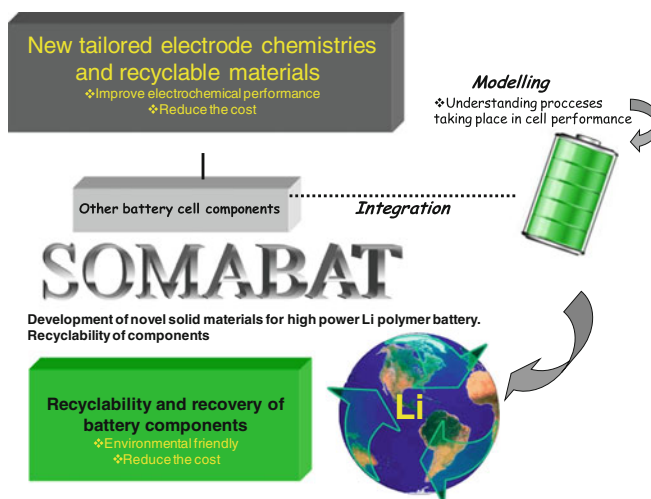 New tailored electrode chemistries
and recyclable materials
❖Improve electrochemical performance
❖Reduce the cost
Modelling
❖Understanding proccesses
taking place in cell performance
Other battery cell components
Integration
SOMABAT
Development of novel solid materials for high power Li polymer battery.
Recyclability of components
Recyclability and recovery of
battery components
❖Environmental friendly
❖Reduce the cost
Li